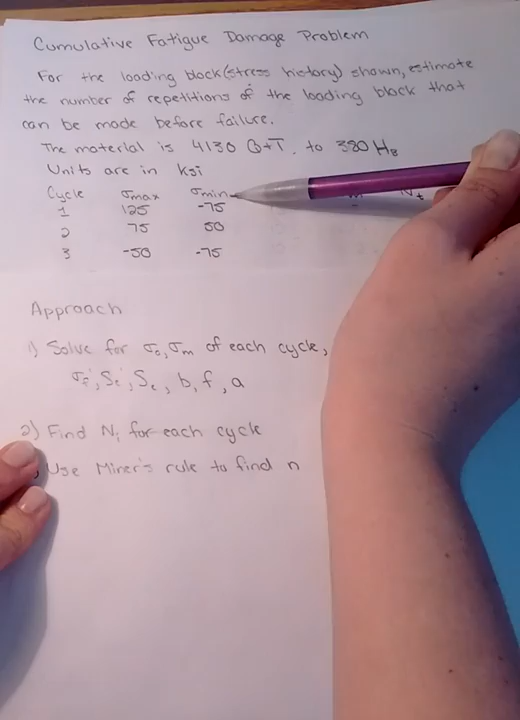 Cumulative Fatigue Damage Problem
For the loading block (stress history) shown, estimate
the number of repetitions of the loading block that
can be made before failure.
The material is 4130 Q+T. to 380 HB
Units are in ksi
Cycle σmax σmin
1 125 -75
2 75 50
3 -50 -75
Approach
1) Solve for σa, σm of each cycle,
σF', Se', Se, b, f, a
2) Find Ni for each cycle
Use Miner's rule to find n